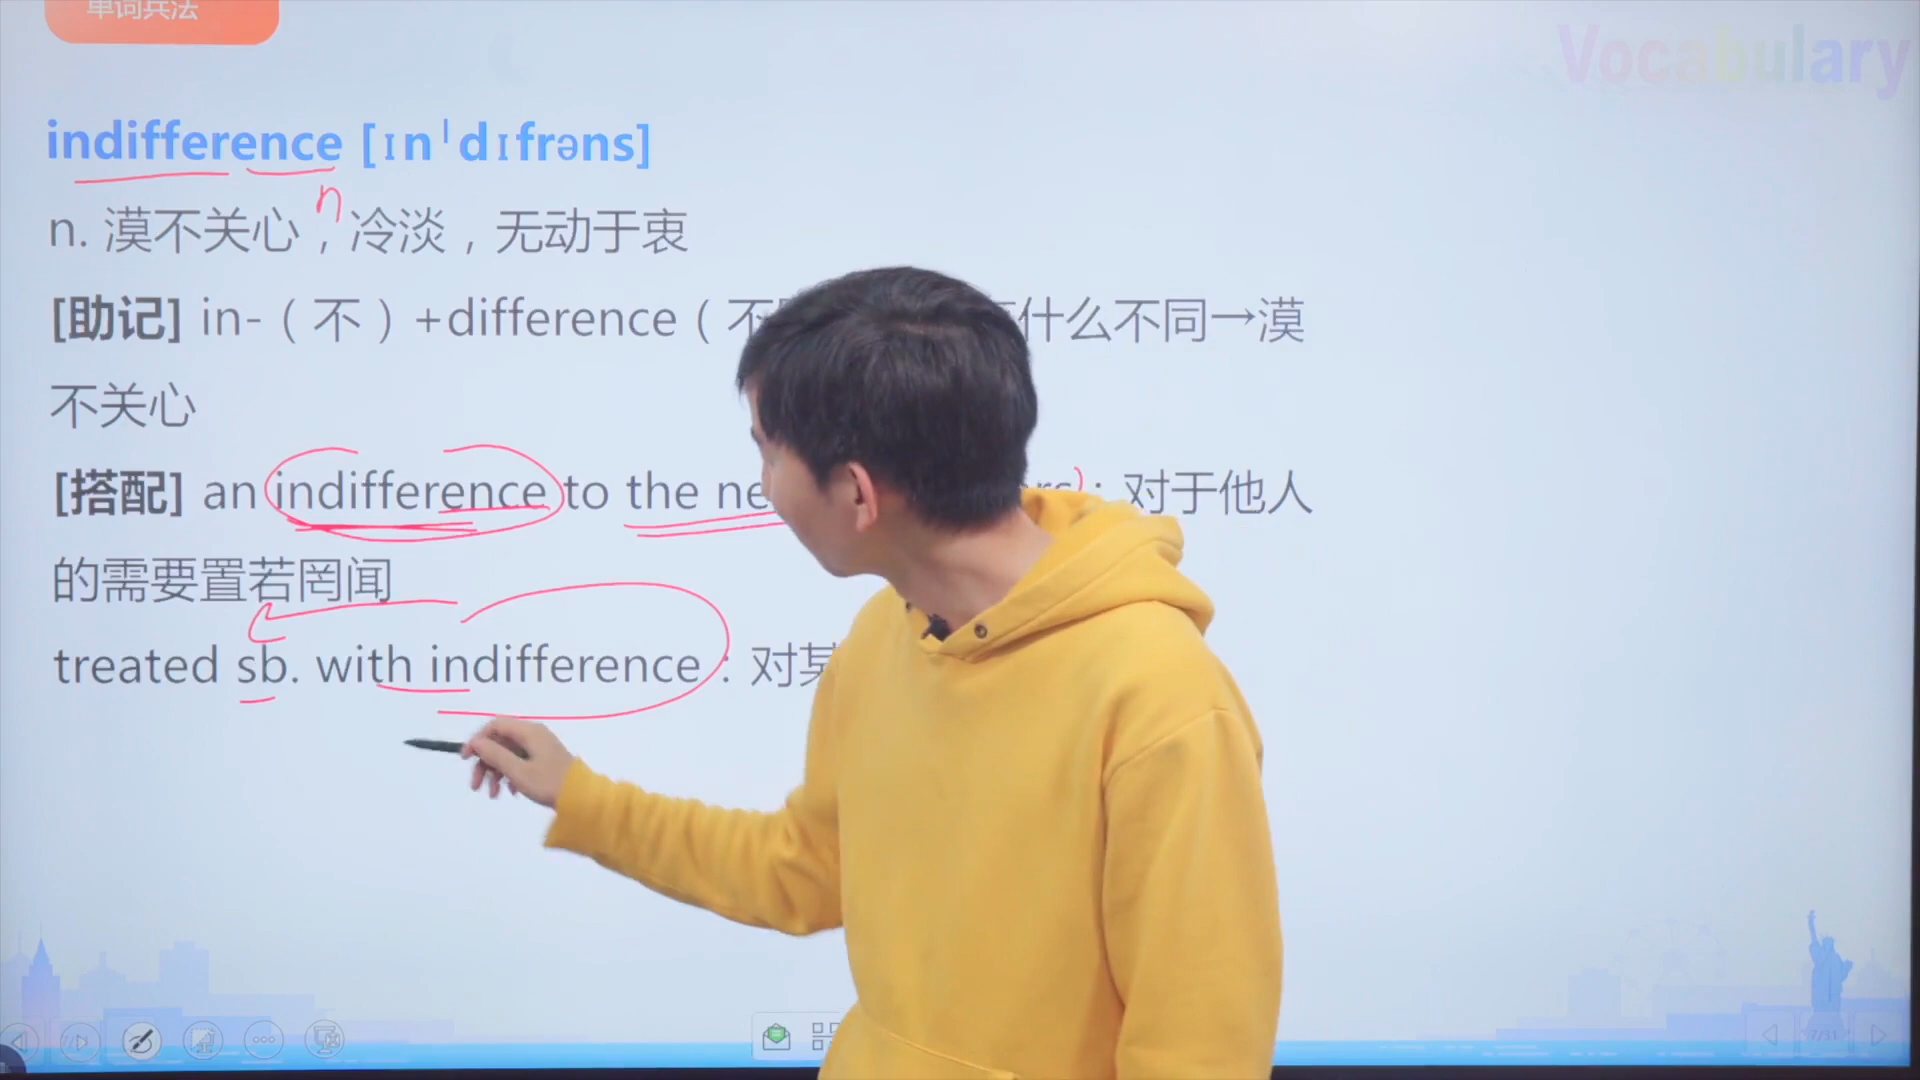 单词兵法
Vocabulary
indifference [ɪnˈdɪfrəns]
n
n. 漠不关心，冷淡，无动于衷
[助记] in-（不）+difference（不 什么不同→漠
不关心
[搭配] an indifference to the : 对于他人
的需要置若罔闻
treated sb. with indifference : 对
7/31